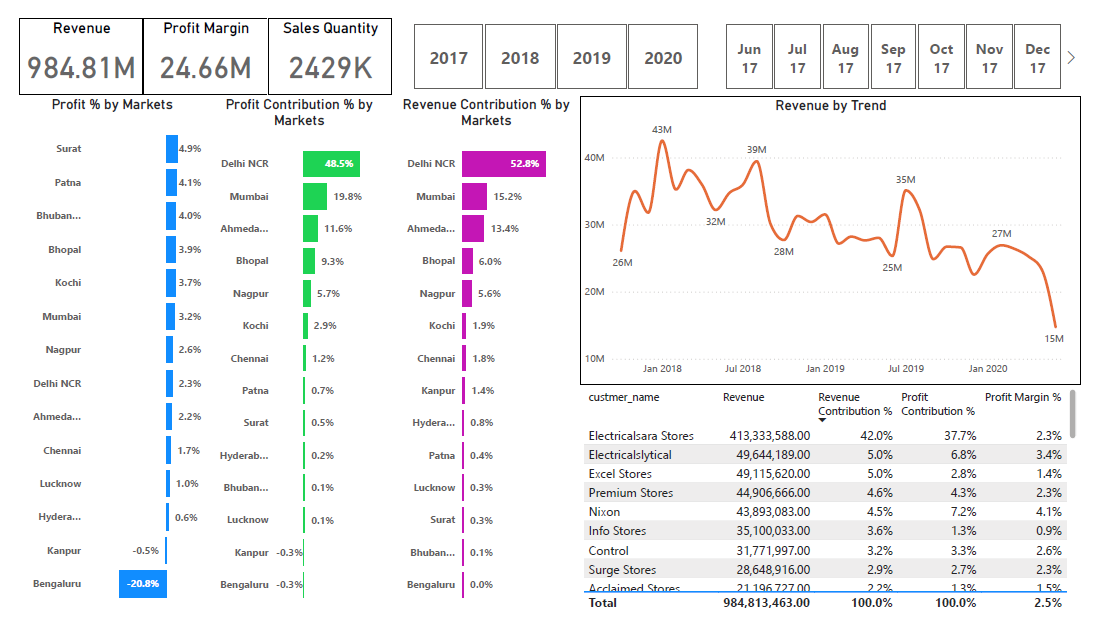 Revenue
984.81M
Profit Margin
24.66M
Sales Quantity
2429K
2017
2018
2019
2020
Jun 17
Jul 17
Aug 17
Sep 17
Oct 17
Nov 17
Dec 17
Profit % by Markets
Surat 4.9%
Patna 4.1%
Bhuban... 4.0%
Bhopal 3.9%
Kochi 3.7%
Mumbai 3.2%
Nagpur 2.6%
Delhi NCR 2.3%
Ahmeda... 2.2%
Chennai 1.7%
Lucknow 1.0%
Hydera... 0.6%
Kanpur -0.5%
Bengaluru -20.8%
Profit Contribution % by
Markets
Delhi NCR 48.5%
Mumbai 19.8%
Ahmeda... 11.6%
Bhopal 9.3%
Nagpur 5.7%
Kochi 2.9%
Chennai 1.2%
Patna 0.7%
Surat 0.5%
Hyderab... 0.2%
Bhuban... 0.1%
Lucknow 0.1%
Kanpur -0.3%
Bengaluru -0.3%
Revenue Contribution % by
Markets
Delhi NCR 52.8%
Mumbai 15.2%
Ahmeda... 13.4%
Bhopal 6.0%
Nagpur 5.6%
Kochi 1.9%
Chennai 1.8%
Kanpur 1.4%
Hydera... 0.8%
Patna 0.4%
Lucknow 0.3%
Surat 0.3%
Bhuban... 0.1%
Bengaluru 0.0%
Revenue by Trend
40M
30M
20M
10M
26M
43M
32M
39M
28M
25M
35M
27M
15M
Jan 2018
Jul 2018
Jan 2019
Jul 2019
Jan 2020
custmer_name Revenue Revenue Contribution % Profit Contribution % Profit Margin %
Electricalsara Stores 413,333,588.00 42.0% 37.7% 2.3%
Electricalslytical 49,644,189.00 5.0% 6.8% 3.4%
Excel Stores 49,115,620.00 5.0% 2.8% 1.4%
Premium Stores 44,906,666.00 4.6% 4.3% 2.3%
Nixon 43,893,083.00 4.5% 7.2% 4.1%
Info Stores 35,100,033.00 3.6% 1.3% 0.9%
Control 31,771,997.00 3.2% 3.3% 2.6%
Surge Stores 28,648,916.00 2.9% 2.7% 2.3%
Acclaimed Stores 21,196,727.00 2.2% 1.3% 1.5%
Total 984,813,463.00 100.0% 100.0% 2.5%